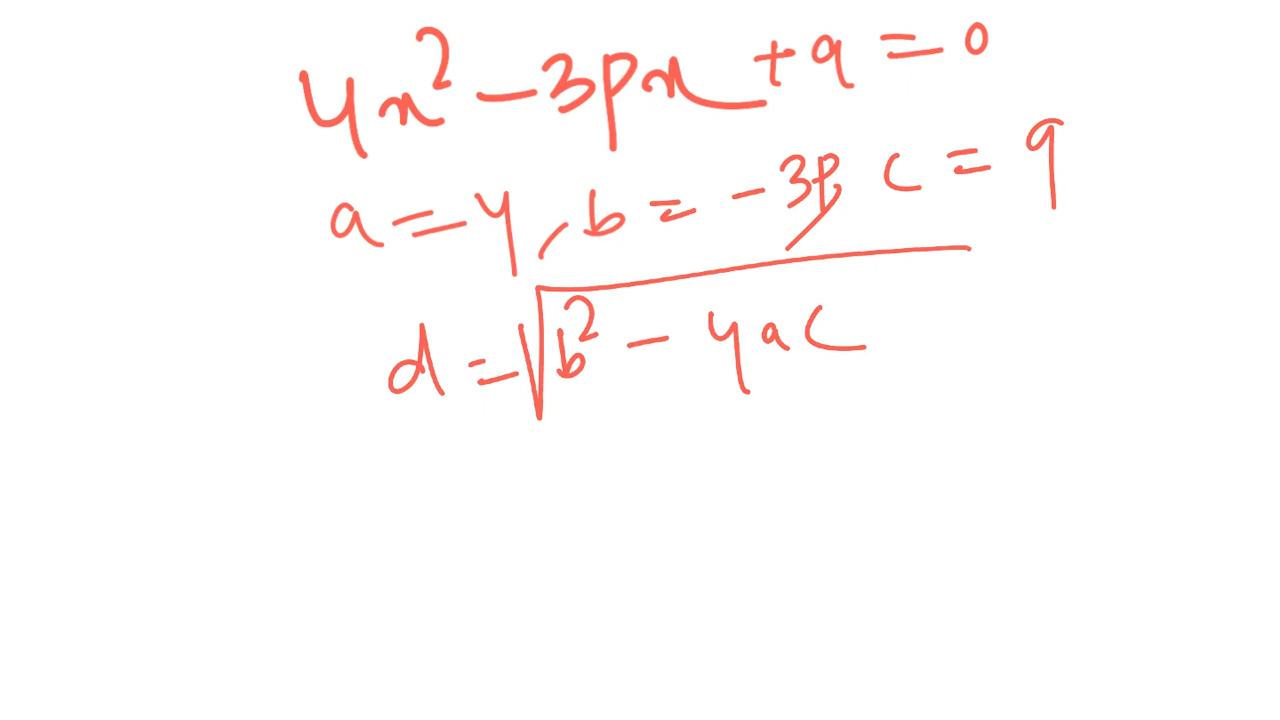 4x² - 3px + 9 = 0
a = 4, b = -3p, c = 9
d = √(b² - 4ac)